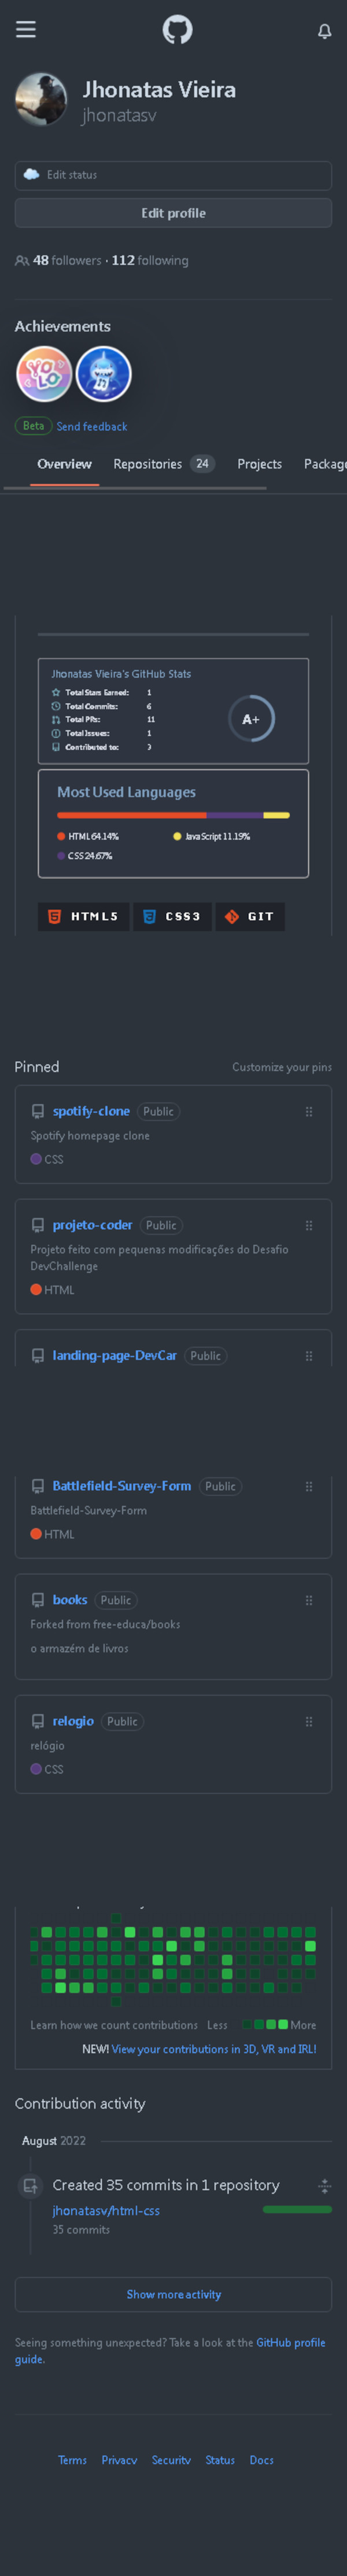 Jhonatas Vieira
jhonatasv
Edit status
Edit profile
48 followers · 112 following
Achievements
YOLO
Beta Send feedback
Overview Repositories 24 Projects Package
Jhonatas Vieira's GitHub Stats
Total Stars Earned: 1
Total Commits: 6
Total PRs: 11
Total Issues: 1
Contributed to:
A+
Most Used Languages
HTML 64.14% JavaScript 11.19%
CSS 24.67%
HTML5 CSS3 GIT
Pinned Customize your pins
spotify-clone Public
Spotify homepage clone
CSS
projeto-coder Public
Projeto feito com pequenas modificações do Desafio
DevChallenge
HTML
landing-page-DevCar Public
Battlefield-Survey-Form Public
Battlefield-Survey-Form
HTML
books Public
Forked from free-educa/books
o armazém de livros
relogio Public
relógio
CSS
Learn how we count contributions Less More
NEW! View your contributions in 3D, VR and IRL!
Contribution activity
August 2022
Created 35 commits in 1 repository
jhonatasv/html-css
35 commits
Show more activity
Seeing something unexpected? Take a look at the GitHub profile
guide.
Terms Privacy Security Status Docs